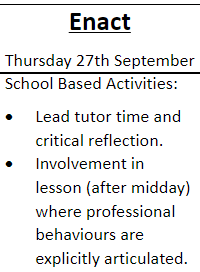 Enact
Thursday 27th September
School Based Activities:
• Lead tutor time and
critical reflection.
• Involvement in
lesson (after midday)
where professional
behaviours are
explicitly articulated.